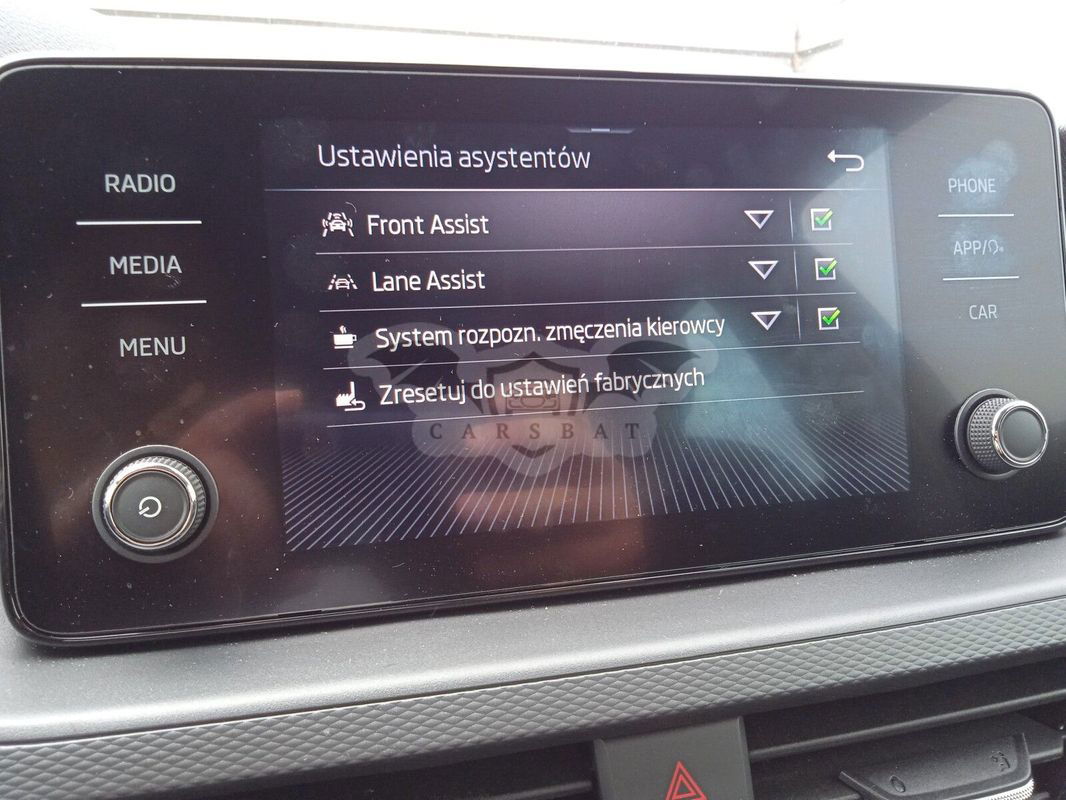 Ustawienia asystentów
RADIO
PHONE
Front Assist
MEDIA
APP/
Lane Assist
MENU
System rozpozn. zmęczenia kierowcy
CAR
Zresetuj do ustawień fabrycznych
CARSBAT